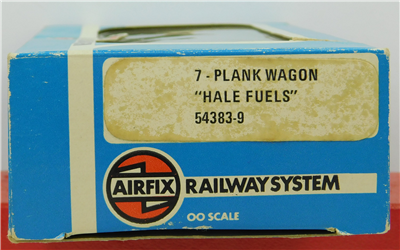 7-PLANK WAGON
"HALE FUELS"
54383-9
AIRFIX RAILWAY SYSTEM
OO SCALE